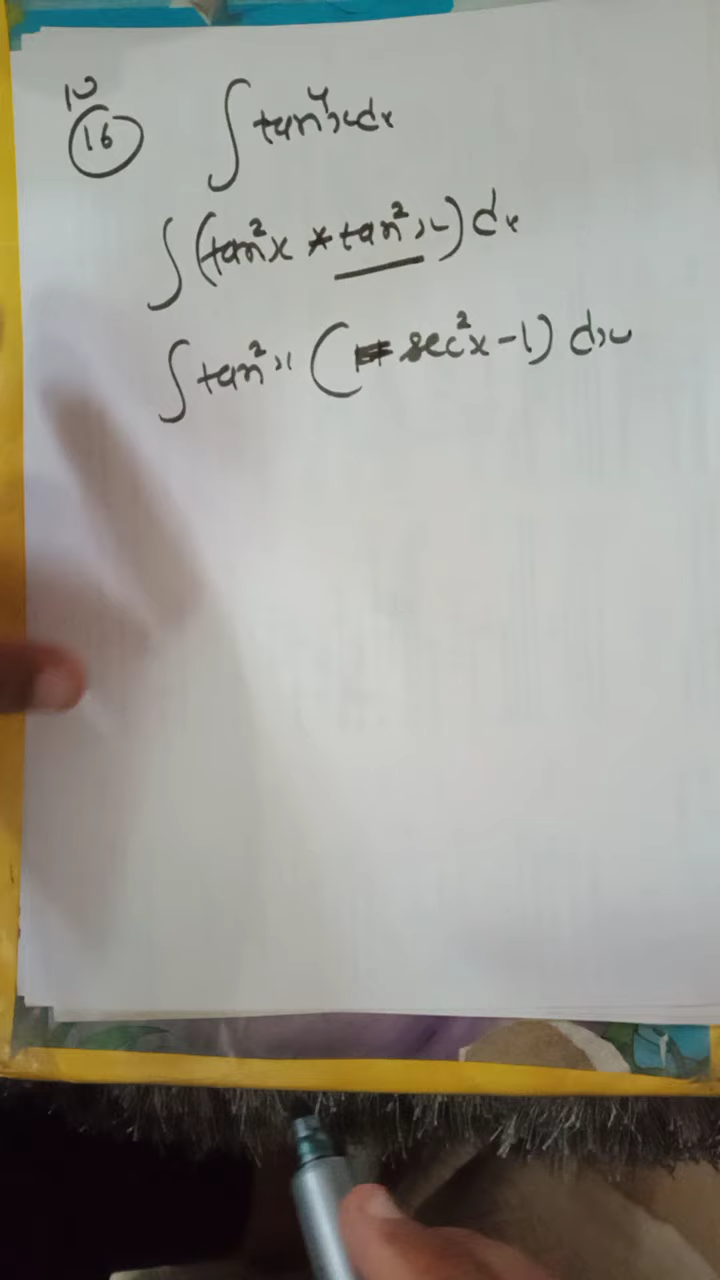 10
(16) ∫ tan⁴x dx
∫ (tan²x * tan²x) dx
∫ tan²x ( sec²x - 1) dx